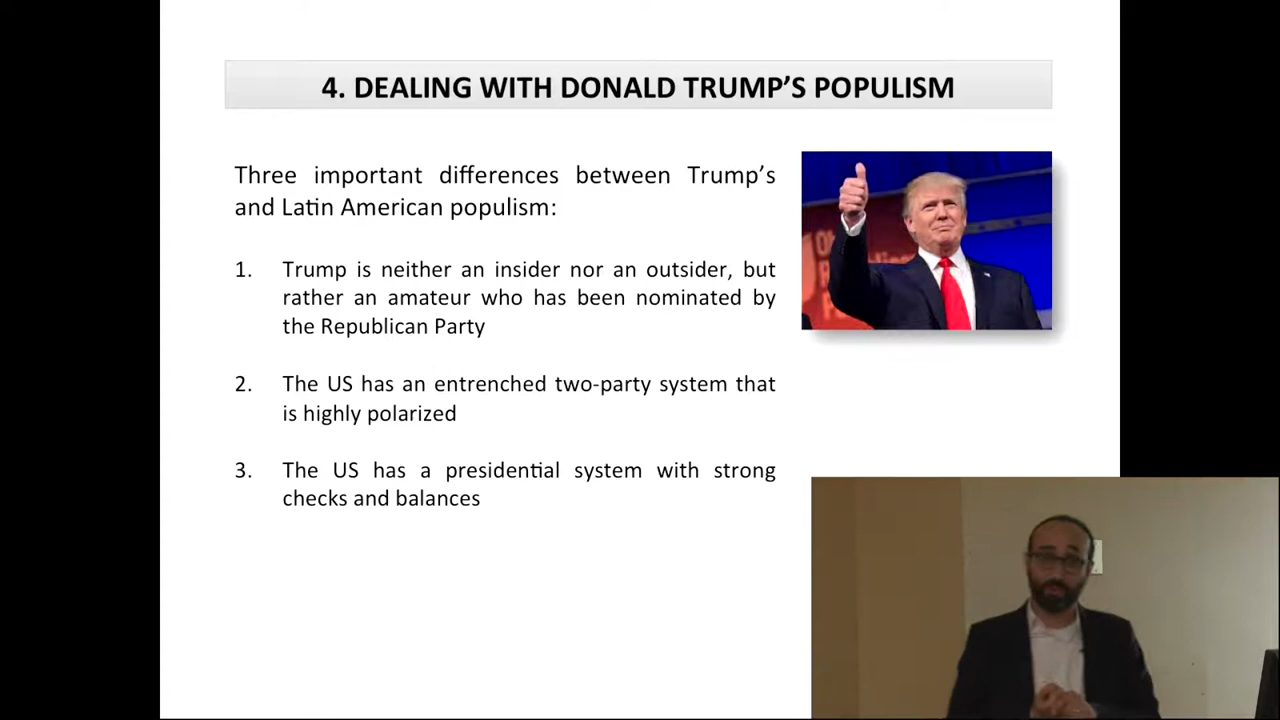 4. DEALING WITH DONALD TRUMP’S POPULISM
Three important differences between Trump’s
and Latin American populism:
1. Trump is neither an insider nor an outsider, but
rather an amateur who has been nominated by
the Republican Party
2. The US has an entrenched two-party system that
is highly polarized
3. The US has a presidential system with strong
checks and balances